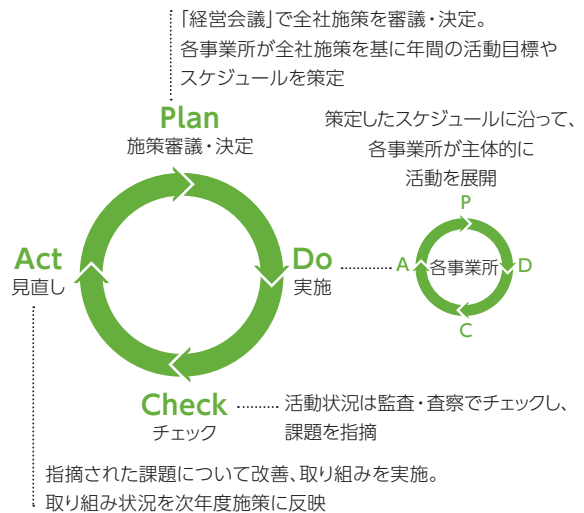 「経営会議」で全社施策を審議・決定。
各事業所が全社施策を基に年間の活動目標や
スケジュールを策定
Plan
施策審議・決定
策定したスケジュールに沿って、
各事業所が主体的に
活動を展開
P
Act
見直し
Do
実施
A
各事業所
D
C
Check
チェック
活動状況は監査・査察でチェックし、
課題を指摘
指摘された課題について改善、取り組みを実施。
取り組み状況を次年度施策に反映